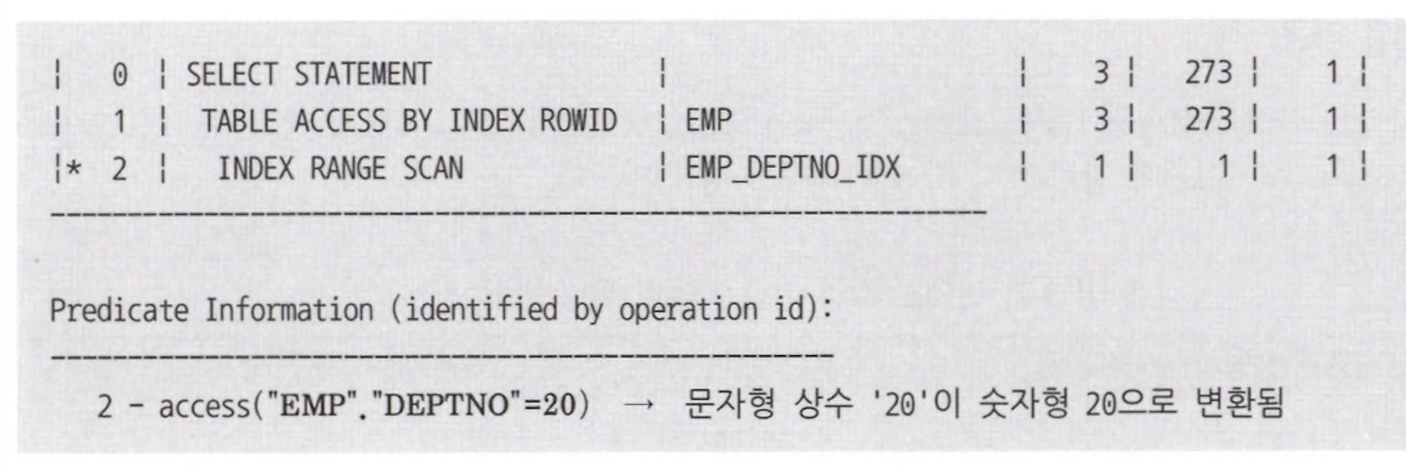 | 0 | SELECT STATEMENT | | 3 | 273 | 1 |
| 1 | TABLE ACCESS BY INDEX ROWID | EMP | 3 | 273 | 1 |
|* 2 | INDEX RANGE SCAN | EMP_DEPTNO_IDX | 1 | 1 | 1 |
------------------------------------------------------------
Predicate Information (identified by operation id):
---------------------------------------------------
2 - access("EMP"."DEPTNO"=20) → 문자형 상수 '20'이 숫자형 20으로 변환됨